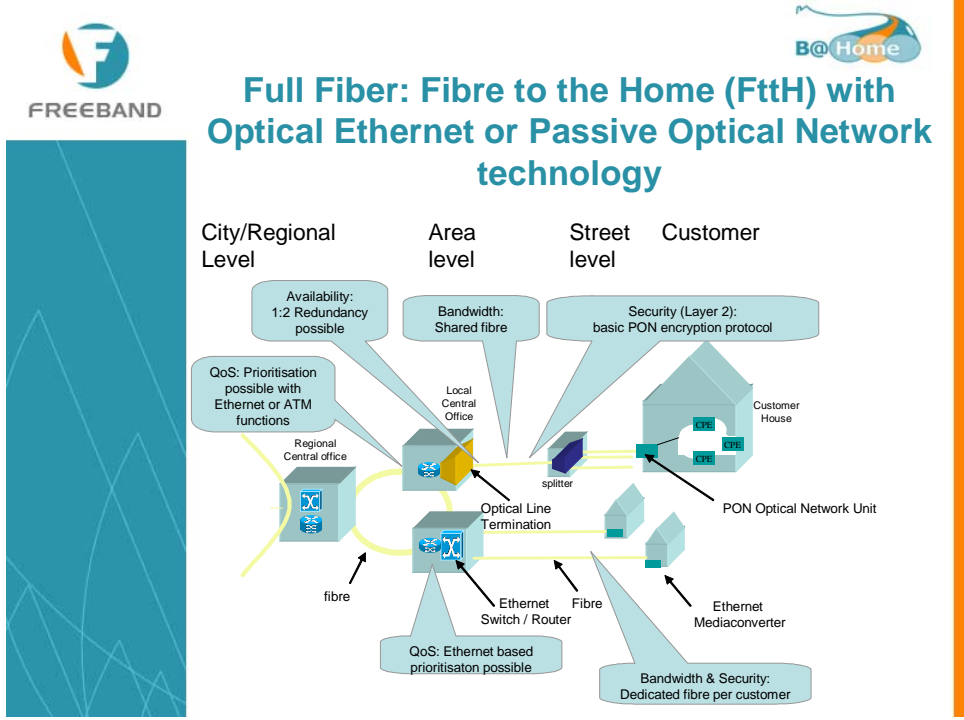 FREEBAND
B@Home
Full Fiber: Fibre to the Home (FttH) with
Optical Ethernet or Passive Optical Network
technology
City/Regional
Level
Area
level
Street
level
Customer
Availability:
1:2 Redundancy
possible
Bandwidth:
Shared fibre
Security (Layer 2):
basic PON encryption protocol
QoS: Prioritisation
possible with
Ethernet or ATM
functions
Local
Central
Office
Customer
House
CPE
CPE
CPE
Regional
Central office
splitter
Optical Line
Termination
PON Optical Network Unit
fibre
Ethernet
Switch / Router
Fibre
Ethernet
Mediaconverter
QoS: Ethernet based
prioritisaton possible
Bandwidth & Security:
Dedicated fibre per customer